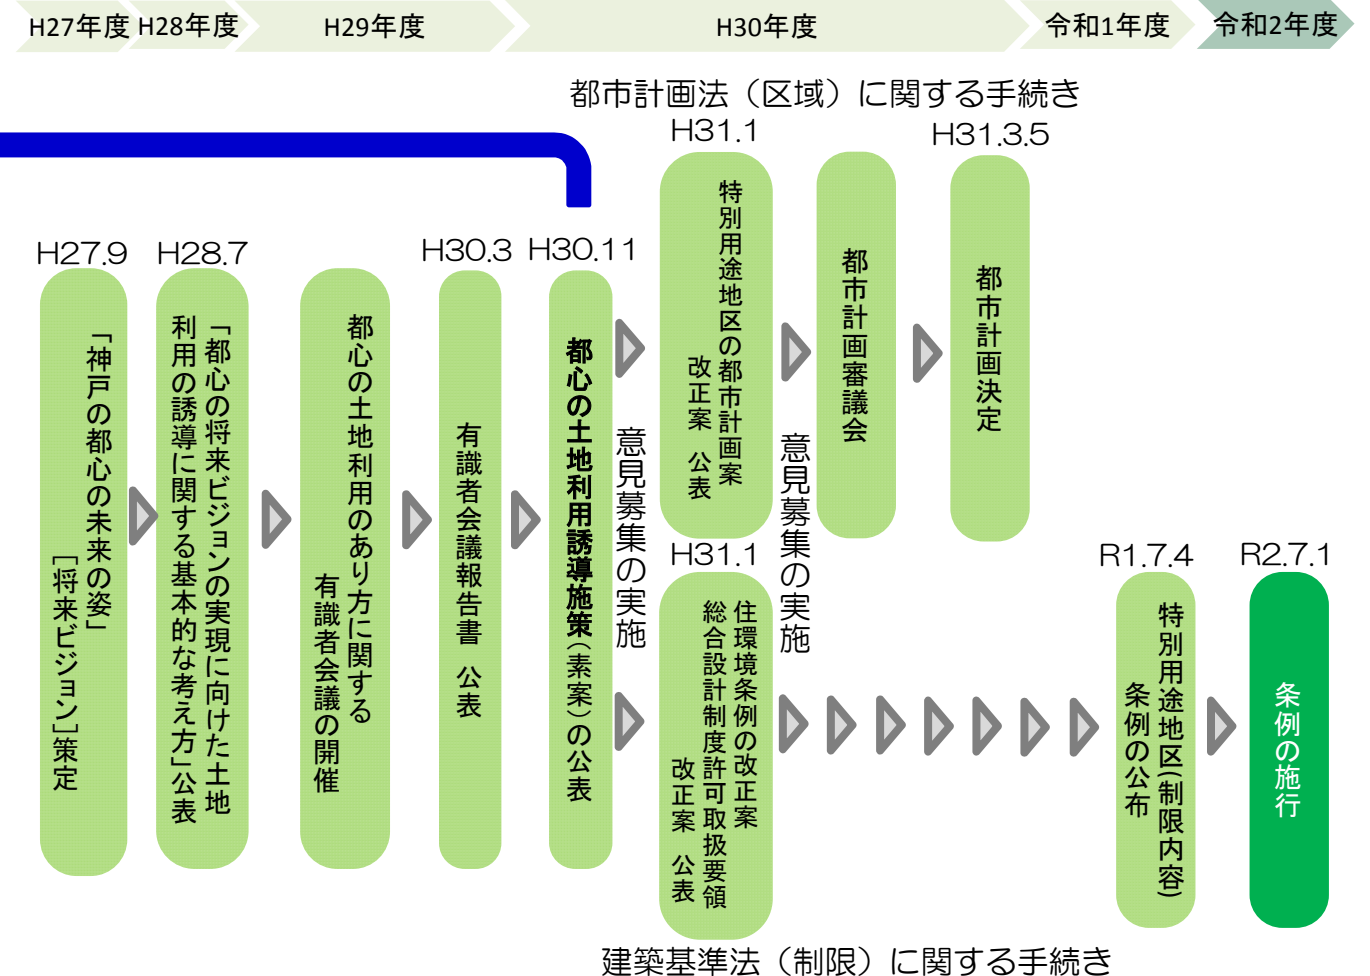 H27年度
H28年度
H29年度
H30年度
令和1年度
令和2年度
都市計画法（区域）に関する手続き
H27.9
「神戸の都心の未来の姿」
［将来ビジョン］策定
H28.7
「都心の将来ビジョンの実現に向けた土地
利用の誘導に関する基本的な考え方」公表
都心の土地利用のあり方に関する
有識者会議の開催
H30.3
有識者会議報告書 公表
H30.11
都心の土地利用誘導施策（素案）の公表
意見募集の実施
H31.1
特別用途地区の都市計画案
改正案 公表
意見募集の実施
都市計画審議会
H31.3.5
都市計画決定
H31.1
住環境条例の改正案
総合設計制度許可取扱要領
改正案 公表
R1.7.4
特別用途地区（制限内容）
条例の公布
R2.7.1
条例の施行
建築基準法（制限）に関する手続き